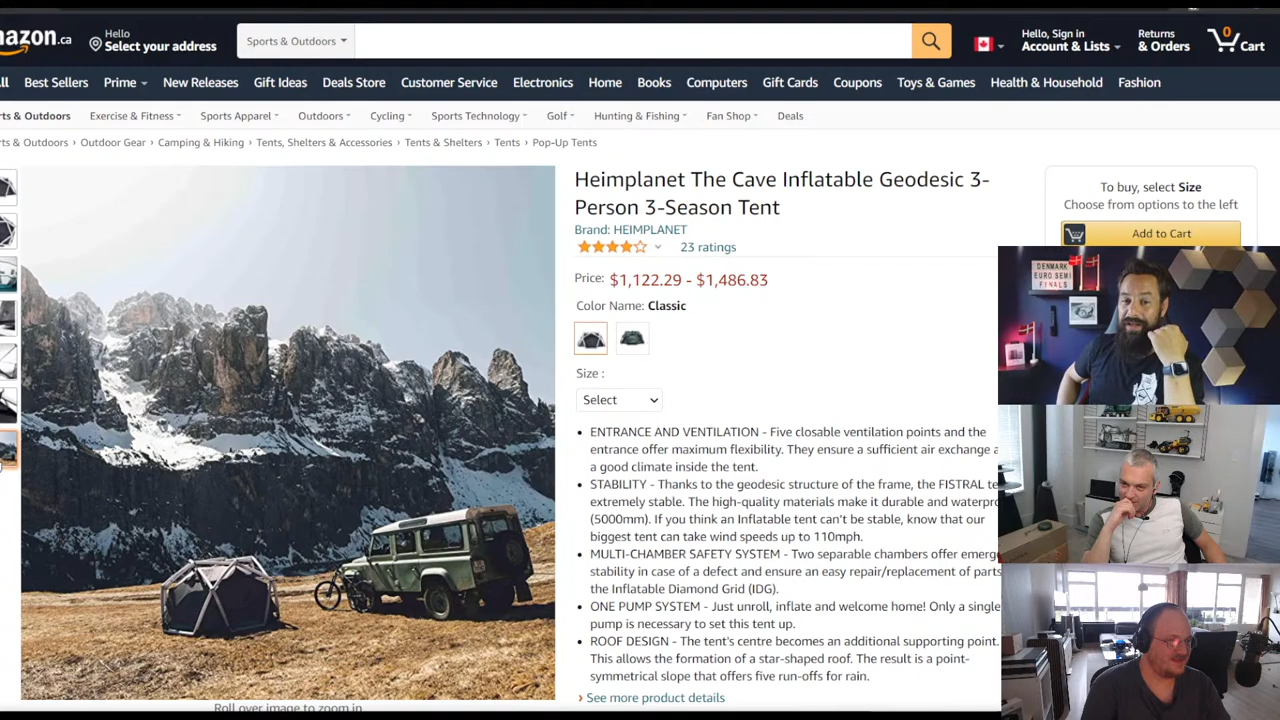 mazon.ca
Hello
Select your address
Sports & Outdoors
Hello, Sign in
Account & Lists
Returns
& Orders
0
Cart
Best Sellers
Prime
New Releases
Gift Ideas
Deals Store
Customer Service
Electronics
Home
Books
Computers
Gift Cards
Coupons
Toys & Games
Health & Household
Fashion
rts & Outdoors
Exercise & Fitness
Sports Apparel
Outdoors
Cycling
Sports Technology
Golf
Hunting & Fishing
Fan Shop
Deals
rts & Outdoors › Outdoor Gear › Camping & Hiking › Tents, Shelters & Accessories › Tents & Shelters › Tents › Pop-Up Tents
Heimplanet The Cave Inflatable Geodesic 3-
Person 3-Season Tent
Brand: HEIMPLANET
23 ratings
Price: $1,122.29 - $1,486.83
Color Name: Classic
Size :
Select
• ENTRANCE AND VENTILATION - Five closable ventilation points and the
entrance offer maximum flexibility. They ensure a sufficient air exchange a
a good climate inside the tent.
• STABILITY - Thanks to the geodesic structure of the frame, the FISTRAL te
extremely stable. The high-quality materials make it durable and waterpro
(5000mm). If you think an Inflatable tent can't be stable, know that our
biggest tent can take wind speeds up to 110mph.
• MULTI-CHAMBER SAFETY SYSTEM - Two separable chambers offer emerg
stability in case of a defect and ensure an easy repair/replacement of parts
the Inflatable Diamond Grid (IDG).
• ONE PUMP SYSTEM - Just unroll, inflate and welcome home! Only a single
pump is necessary to set this tent up.
• ROOF DESIGN - The tent's centre becomes an additional supporting point.
This allows the formation of a star-shaped roof. The result is a point-
symmetrical slope that offers five run-offs for rain.
› See more product details
To buy, select Size
Choose from options to the left
Add to Cart
DENMARK
EURO SEMI
FINALS
Roll over image to zoom in